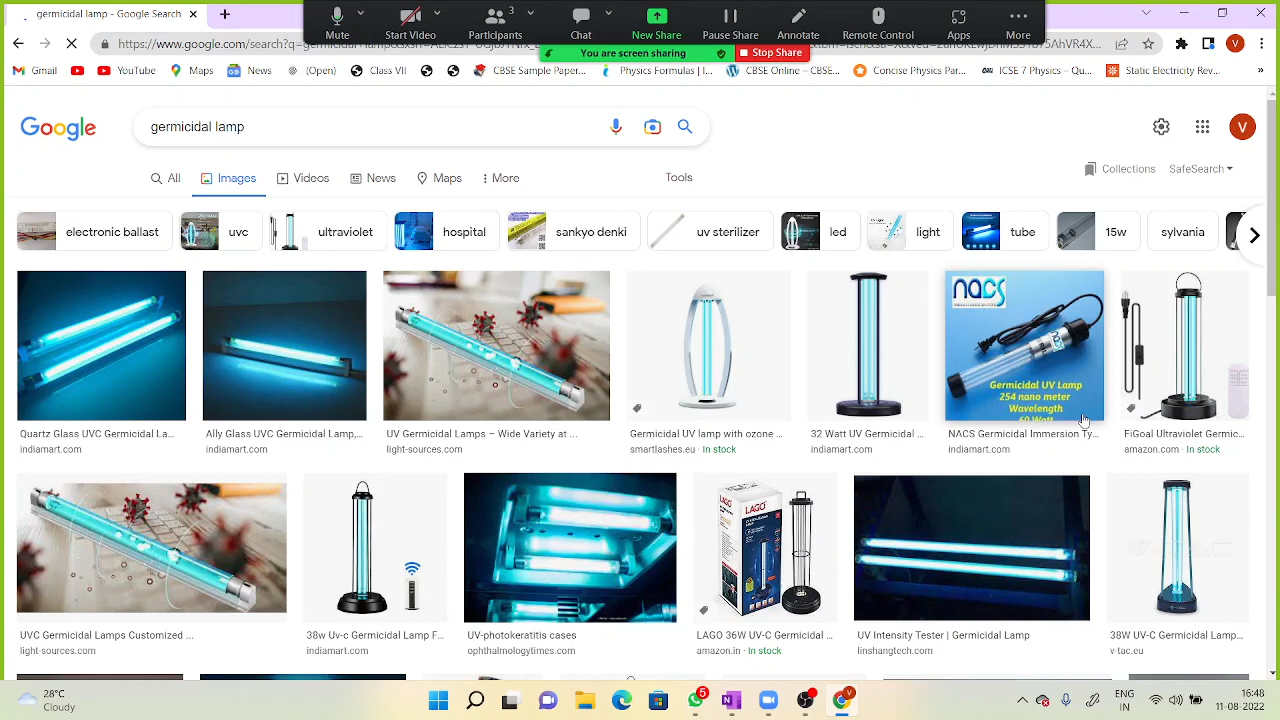 germicidal lamp - Google Search
3
Mute
Start Video
Participants
Chat
New Share
Pause Share
Annotate
Remote Control
Apps
More
You are screen sharing
Stop Share
Gmail
YouTube
Maps
News
(Open)
Class VII
CBSE Sample Paper...
Physics Formulas | ...
CBSE Online – CBSE...
Concise Physics Par...
ICSE 7 Physics – Qu...
Static Electricity Rev...
»
Google
germicidal lamp
V
All
Images
Videos
News
Maps
More
Tools
Collections
SafeSearch
electronic ballast
uvc
ultraviolet
hospital
sankyo denki
uv sterilizer
led
light
tube
15w
sylvania
nacs
Germicidal UV Lamp
254 nano meter
Wavelength
60 Watt
Quartz Glass UVC Germicidal La...
indiamart.com
Ally Glass UVC Germicidal Lamp,...
indiamart.com
UV Germicidal Lamps – Wide Variety at ...
light-sources.com
Germicidal UV lamp with ozone ...
smartlashes.eu · In stock
32 Watt UV Germicidal ...
indiamart.com
NACS Germicidal Immersion Ty...
indiamart.com
FiGoal Ultraviolet Germic...
amazon.com · In stock
LAGO
UVC Germicidal Lamps Customized ...
light-sources.com
38w Uv-c Germicidal Lamp F...
indiamart.com
UV-photokeratitis cases
ophthalmologytimes.com
LAGO 36W UV-C Germicidal ...
amazon.in · In stock
UV Intensity Tester | Germicidal Lamp
linshangtech.com
38W UV-C Germicidal Lamp...
v-tac.eu
28°C
Cloudy
5
ENG
IN
16:48
11-08-2022